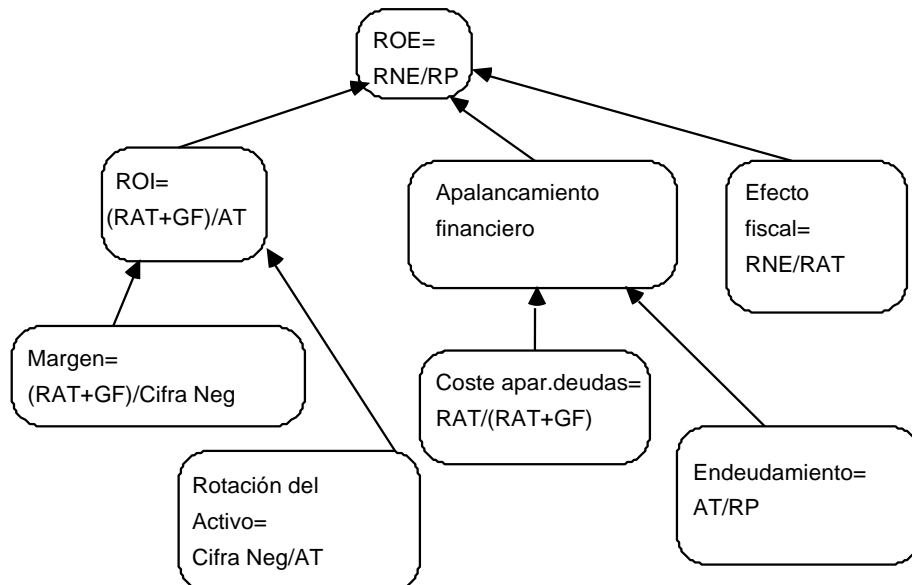 ROE=
RNE/RP
ROI=
(RAT+GF)/AT
Apalancamiento
financiero
Efecto
fiscal=
RNE/RAT
Margen=
(RAT+GF)/Cifra Neg
Coste apar.deudas=
RAT/(RAT+GF)
Rotación del
Activo=
Cifra Neg/AT
Endeudamiento=
AT/RP